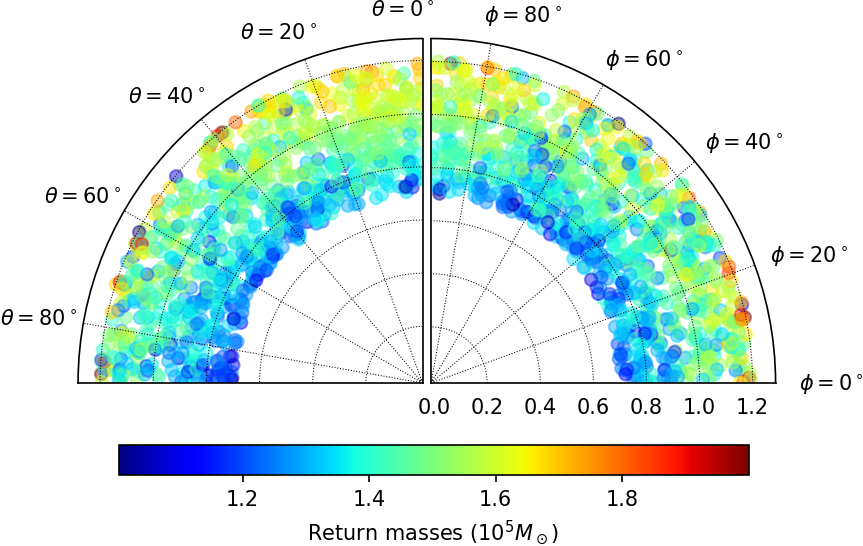 θ = 0°
θ = 20°
θ = 40°
θ = 60°
θ = 80°
ϕ = 80°
ϕ = 60°
ϕ = 40°
ϕ = 20°
ϕ = 0°
0.0 0.2 0.4 0.6 0.8 1.0 1.2
1.2 1.4 1.6 1.8
Return masses (10⁵M⊙)